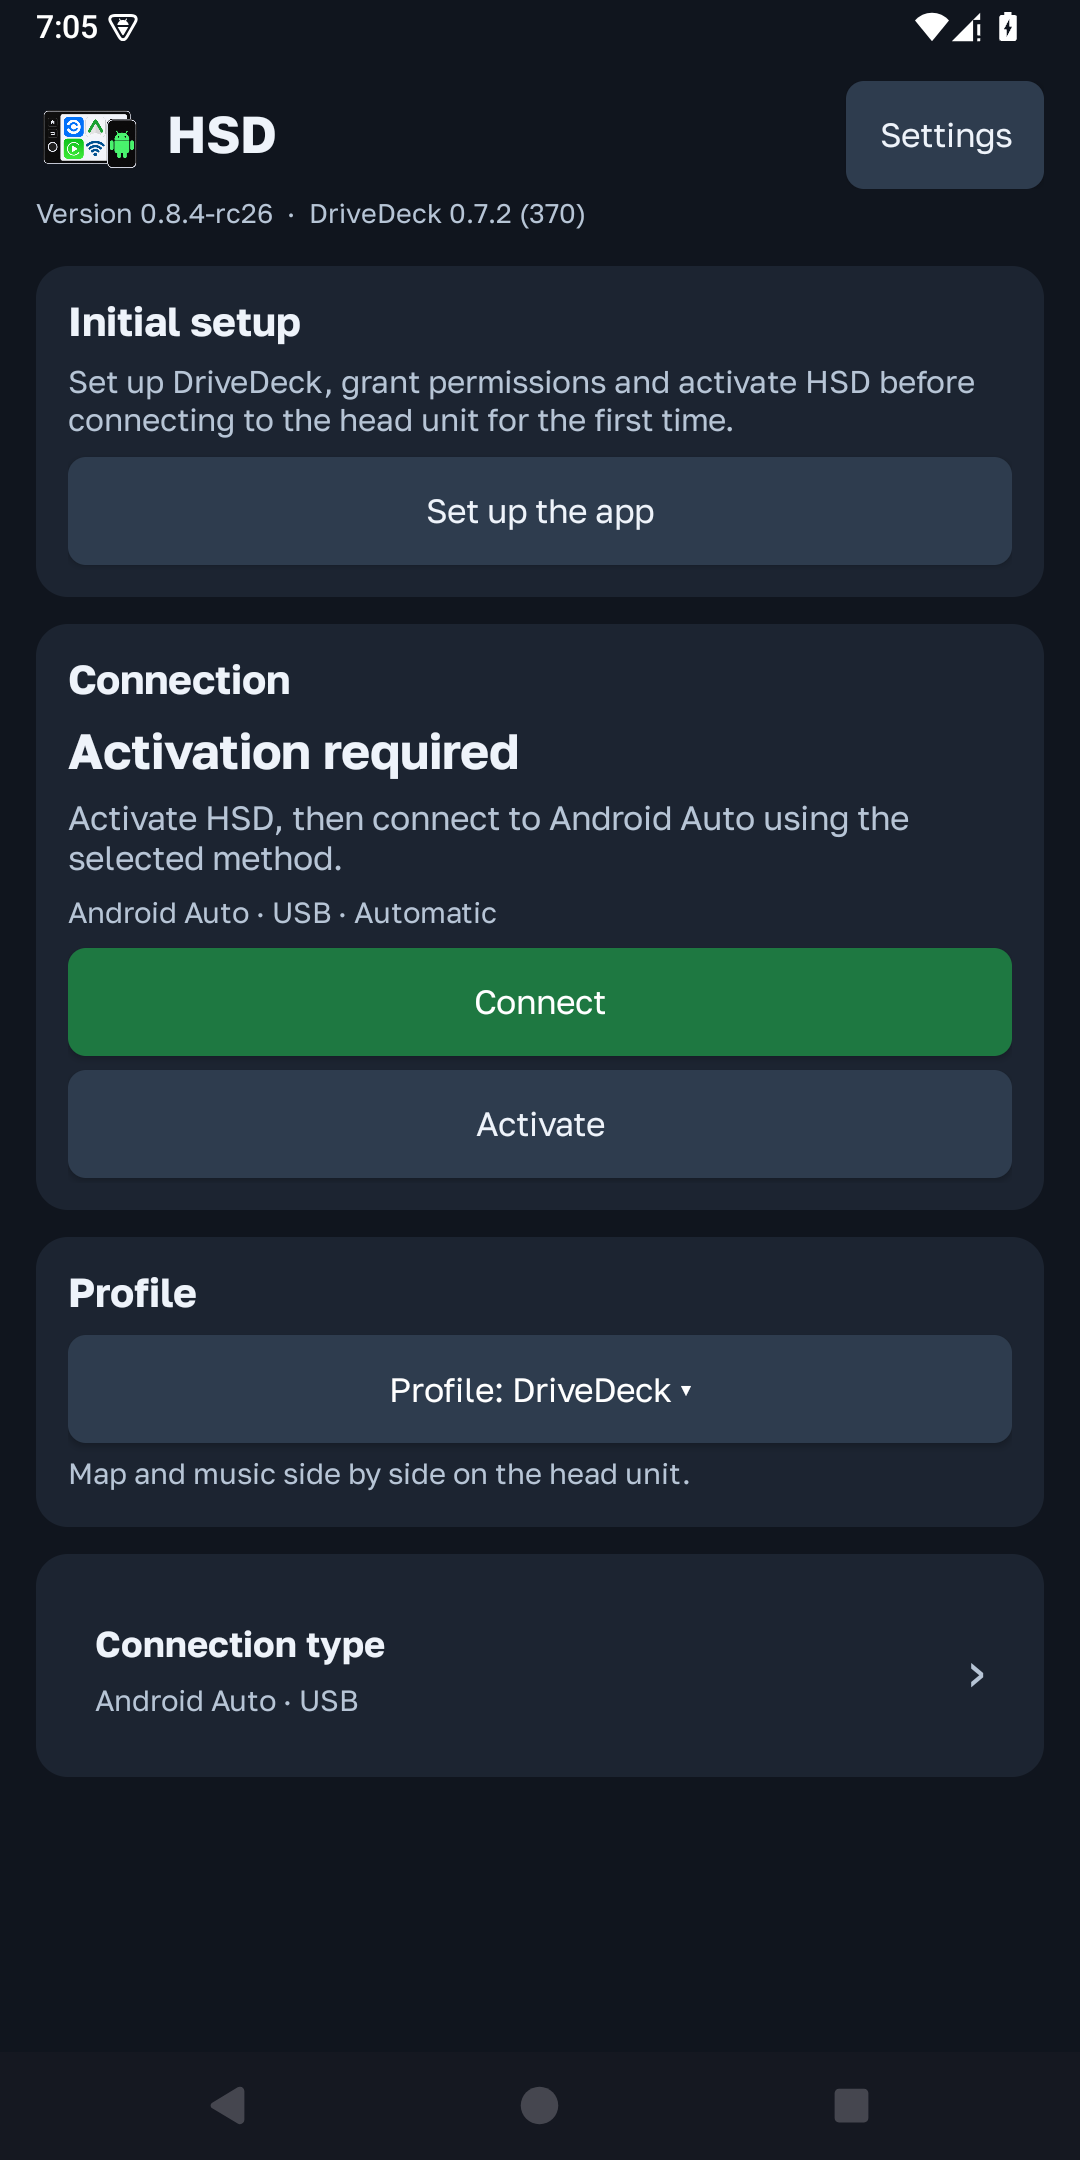 7:05
HSD
Settings
Version 0.8.4-rc26 · DriveDeck 0.7.2 (370)
Initial setup
Set up DriveDeck, grant permissions and activate HSD before
connecting to the head unit for the first time.
Set up the app
Connection
Activation required
Activate HSD, then connect to Android Auto using the
selected method.
Android Auto · USB · Automatic
Connect
Activate
Profile
Profile: DriveDeck ▾
Map and music side by side on the head unit.
Connection type
Android Auto · USB